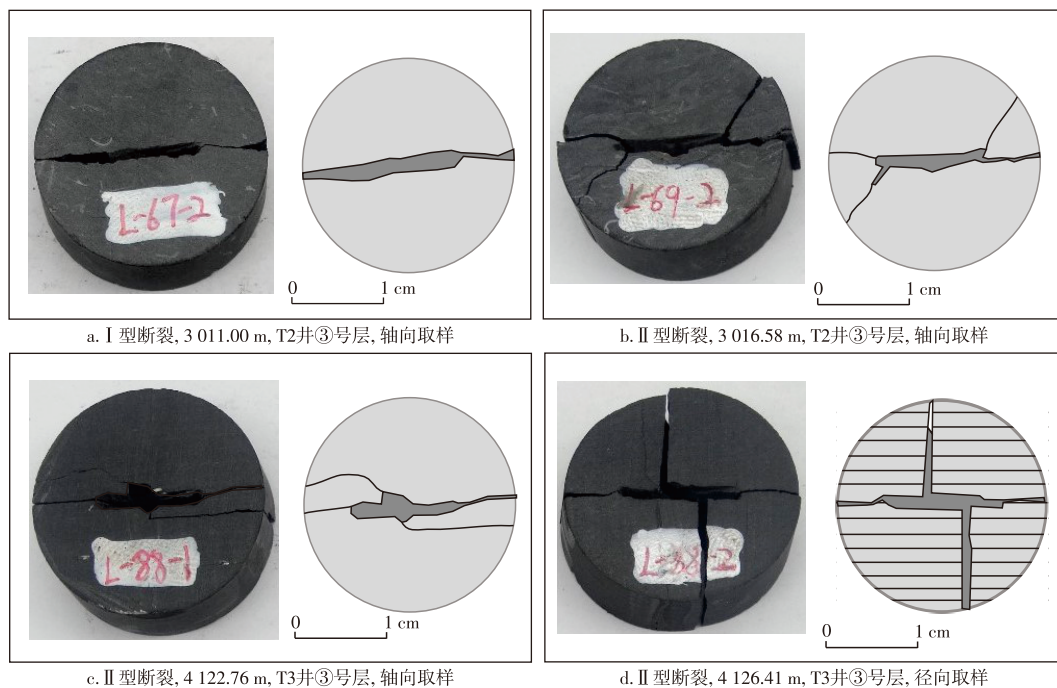 L-67-2
0
1 cm
a. Ⅰ型断裂, 3 011.00 m, T2井③号层, 轴向取样
L-69-2
0
1 cm
b. Ⅱ型断裂, 3 016.58 m, T2井③号层, 轴向取样
L-88-1
0
1 cm
c. Ⅱ型断裂, 4 122.76 m, T3井③号层, 轴向取样
L-88-2
0
1 cm
d. Ⅱ型断裂, 4 126.41 m, T3井③号层, 径向取样